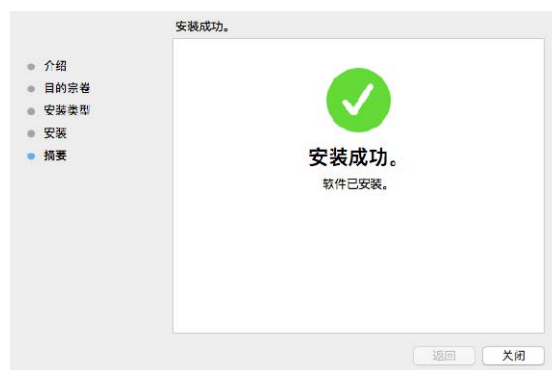 安装成功。
介绍
目的宗卷
安装类型
安装
摘要
安装成功。
软件已安装。
返回
关闭